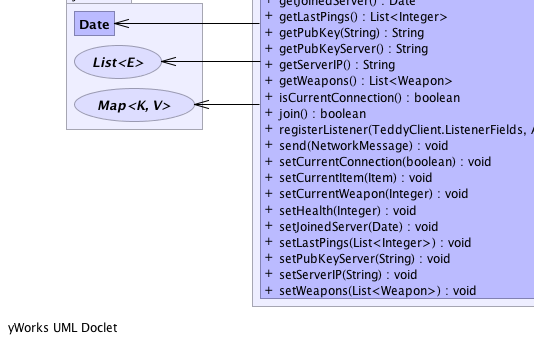 Date
List<E>
Map<K, V>
+ getJoinedServer() : Date
+ getLastPings() : List<Integer>
+ getPubKey(String) : String
+ getPubKeyServer() : String
+ getServerIP() : String
+ getWeapons() : List<Weapon>
+ isCurrentConnection() : boolean
+ join() : boolean
+ registerListener(TeddyClient.ListenerFields, A
+ send(NetworkMessage) : void
+ setCurrentConnection(boolean) : void
+ setCurrentItem(Item) : void
+ setCurrentWeapon(Integer) : void
+ setHealth(Integer) : void
+ setJoinedServer(Date) : void
+ setLastPings(List<Integer>) : void
+ setPubKeyServer(String) : void
+ setServerIP(String) : void
+ setWeapons(List<Weapon>) : void
yWorks UML Doclet